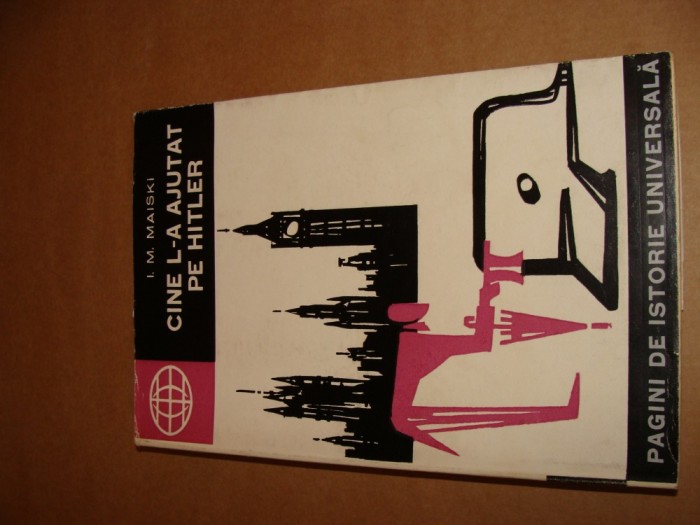 I. M. MAISKI
CINE L-A AJUTAT
PE HITLER
PAGINI DE ISTORIE UNIVERSALĂ